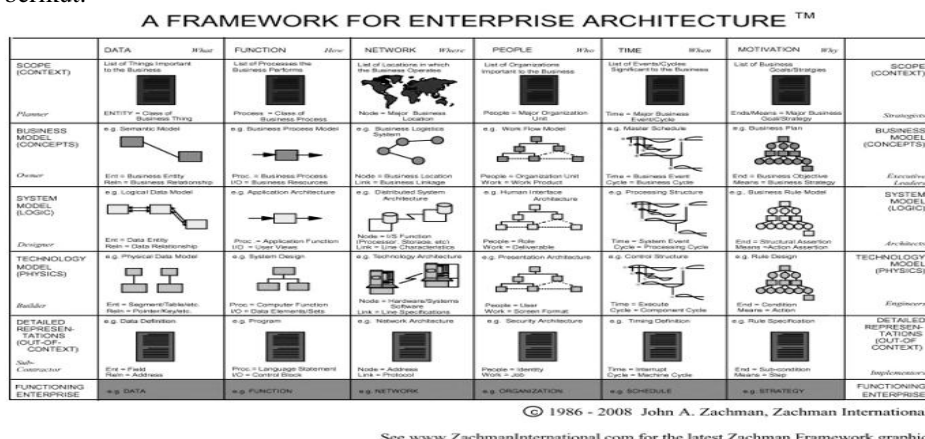 berikut:
A FRAMEWORK FOR ENTERPRISE ARCHITECTURE ™
DATA What FUNCTION How NETWORK Where PEOPLE Who TIME When MOTIVATION Why
SCOPE (CONTEXT)
Planner
List of Things Important to the Business
ENTITY = Class of Business Thing
List of Processes the Business Performs
Process = Class of Business Process
List of Locations in which the Business Operates
Node = Major Business Location
List of Organizations Important to the Business
People = Major Organization Unit
List of Events/Cycles Significant to the Business
Time = Major Business Event/Cycle
List of Business Goals/Stratgies
Ends/Means = Major Business Goal/Strategy
SCOPE (CONTEXT)
Strategists
BUSINESS MODEL (CONCEPTS)
Owner
e.g. Semantic Model
Ent = Business Entity
Reln = Business Relationship
e.g. Business Process Model
Proc. = Business Process
I/O = Business Resources
e.g. Business Logistics System
Node = Business Location
Link = Business Linkage
e.g. Work Flow Model
People = Organization Unit
Work = Work Product
e.g. Master Schedule
Time = Business Event
Cycle = Business Cycle
e.g. Business Plan
End = Business Objective
Means = Business Strategy
BUSINESS MODEL (CONCEPTS)
Executive Leaders
SYSTEM MODEL (LOGIC)
Designer
e.g. Logical Data Model
Ent = Data Entity
Reln = Data Relationship
e.g. Application Architecture
Proc = Application Function
I/O = User Views
e.g. Distributed System Architecture
Node = I/S Function (Processor, Storage, etc)
Link = Line Characteristics
e.g. Human Interface Architecture
People = Role
Work = Deliverable
e.g. Processing Structure
Time = System Event
Cycle = Processing Cycle
e.g. Business Rule Model
End = Structural Assertion
Means =Action Assertion
SYSTEM MODEL (LOGIC)
Architects
TECHNOLOGY MODEL (PHYSICS)
Builder
e.g. Physical Data Model
Ent = Segment/Table/etc.
Reln = Pointer/Key/etc.
e.g. System Design
Proc = Computer Function
I/O = Data Elements/Sets
e.g. Technology Architecture
Node = Hardware/Systems Software
Link = Line Specifications
e.g. Presentation Architecture
People = User
Work = Screen Format
e.g. Control Structure
Time = Execute
Cycle = Component Cycle
e.g. Rule Design
End = Condition
Means = Action
TECHNOLOGY MODEL (PHYSICS)
Engineers
DETAILED REPRESEN- TATIONS (OUT-OF- CONTEXT)
Sub- Contractor
e.g. Data Definition
Ent = Field
Reln = Address
e.g. Program
Proc = Language Statement
I/O = Control Block
e.g. Network Architecture
Node = Address
Link = Protocol
e.g. Security Architecture
People = Identity
Work = Job
e.g. Timing Definition
Time = Interrupt
Cycle = Machine Cycle
e.g. Rule Specification
End = Sub-condition
Means = Step
DETAILED REPRESEN- TATIONS (OUT-OF CONTEXT)
Implementors
FUNCTIONING ENTERPRISE e.g. DATA e.g. FUNCTION e.g. NETWORK e.g. ORGANIZATION e.g. SCHEDULE e.g. STRATEGY FUNCTIONING ENTERPRISE
© 1986 - 2008 John A. Zachman, Zachman International
See www.ZachmanInternational.com for the latest Zachman Framework graphic